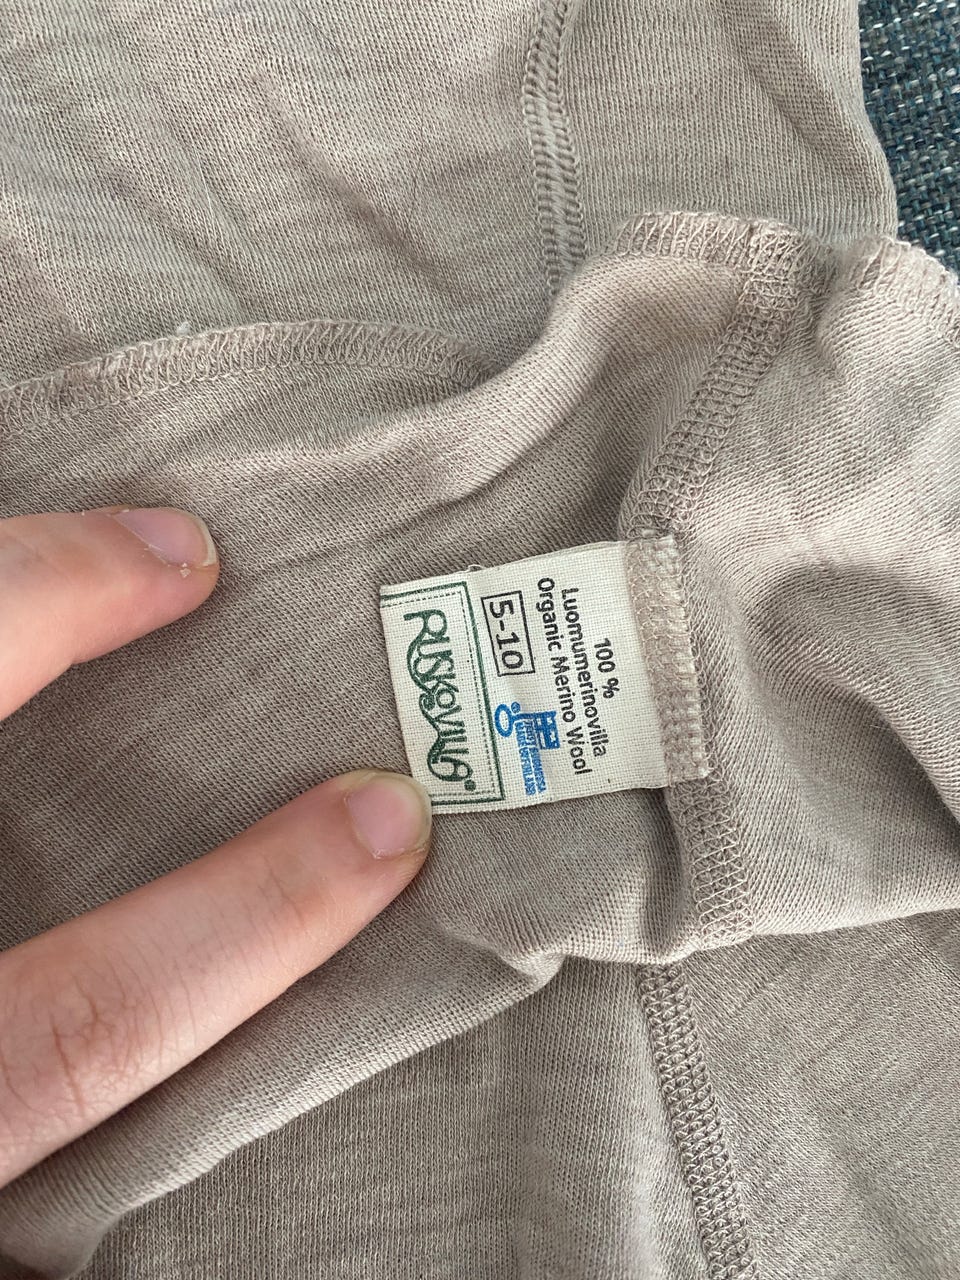 100 %
Luomumerinovilla
Organic Merino Wool
5-10
RUSKOVILLA®